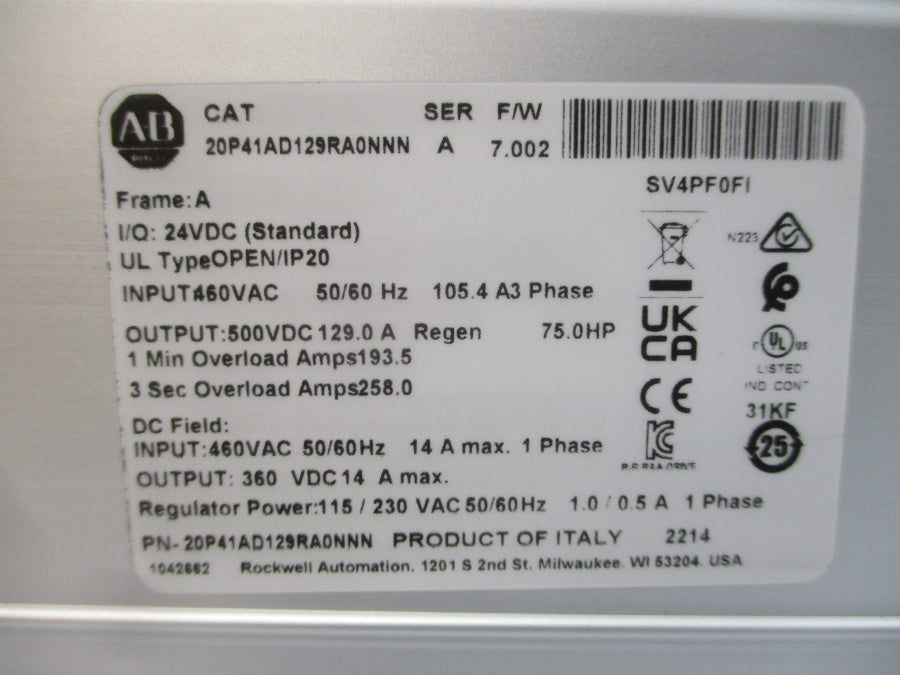 AB
CAT SER F/W
20P41AD129RA0NNN A 7.002
SV4PF0FI
Frame:A
I/O: 24VDC (Standard)
N223
UL TypeOPEN/IP20
INPUT:460VAC 50/60 Hz 105.4 A3 Phase
UK
CA
OUTPUT:500VDC 129.0 A Regen 75.0HP
c UL us
1 Min Overload Amps193.5
LISTED
3 Sec Overload Amps258.0
IND CONT
CE
31KF
DC Field:
INPUT:460VAC 50/60Hz 14 A max. 1 Phase
25
OUTPUT: 360 VDC14 A max.
Regulator Power:115 / 230 VAC 50/60Hz 1.0 / 0.5 A 1 Phase
PN- 20P41AD129RA0NNN PRODUCT OF ITALY 2214
1042662 Rockwell Automation. 1201 S 2nd St. Milwaukee. WI 53204. USA